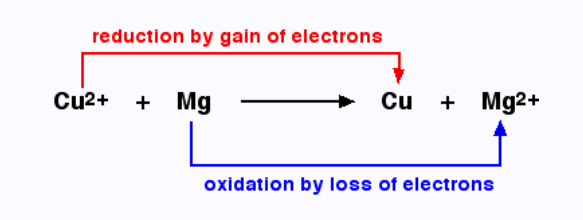 reduction by gain of electrons
Cu²⁺ + Mg ⟶ Cu + Mg²⁺
oxidation by loss of electrons